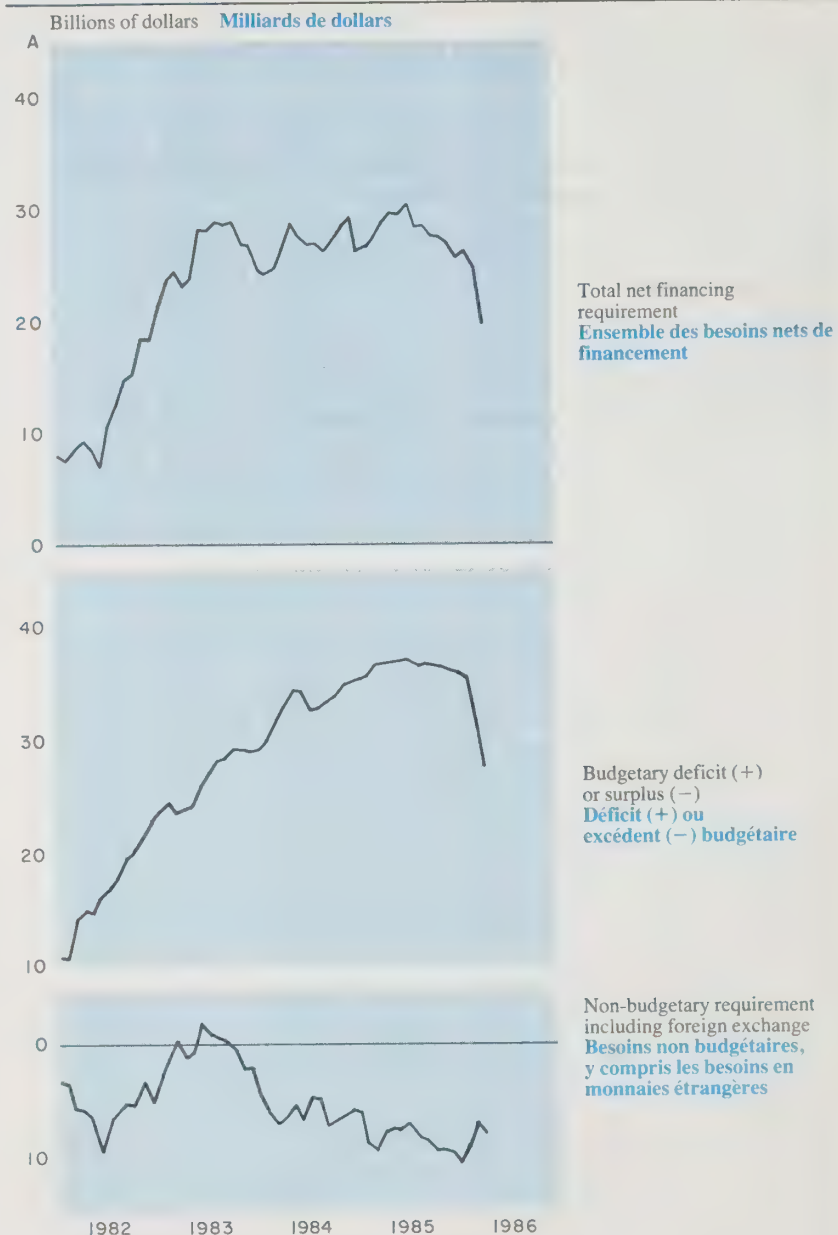 Billions of dollars Milliards de dollars
A
40
30
20
10
0
Total net financing
requirement
Ensemble des besoins nets de
financement
40
30
20
10
Budgetary deficit (+)
or surplus (−)
Déficit (+) ou
excédent (−) budgétaire
0
10
Non-budgetary requirement
including foreign exchange
Besoins non budgétaires,
y compris les besoins en
monnaies étrangères
1982 1983 1984 1985 1986